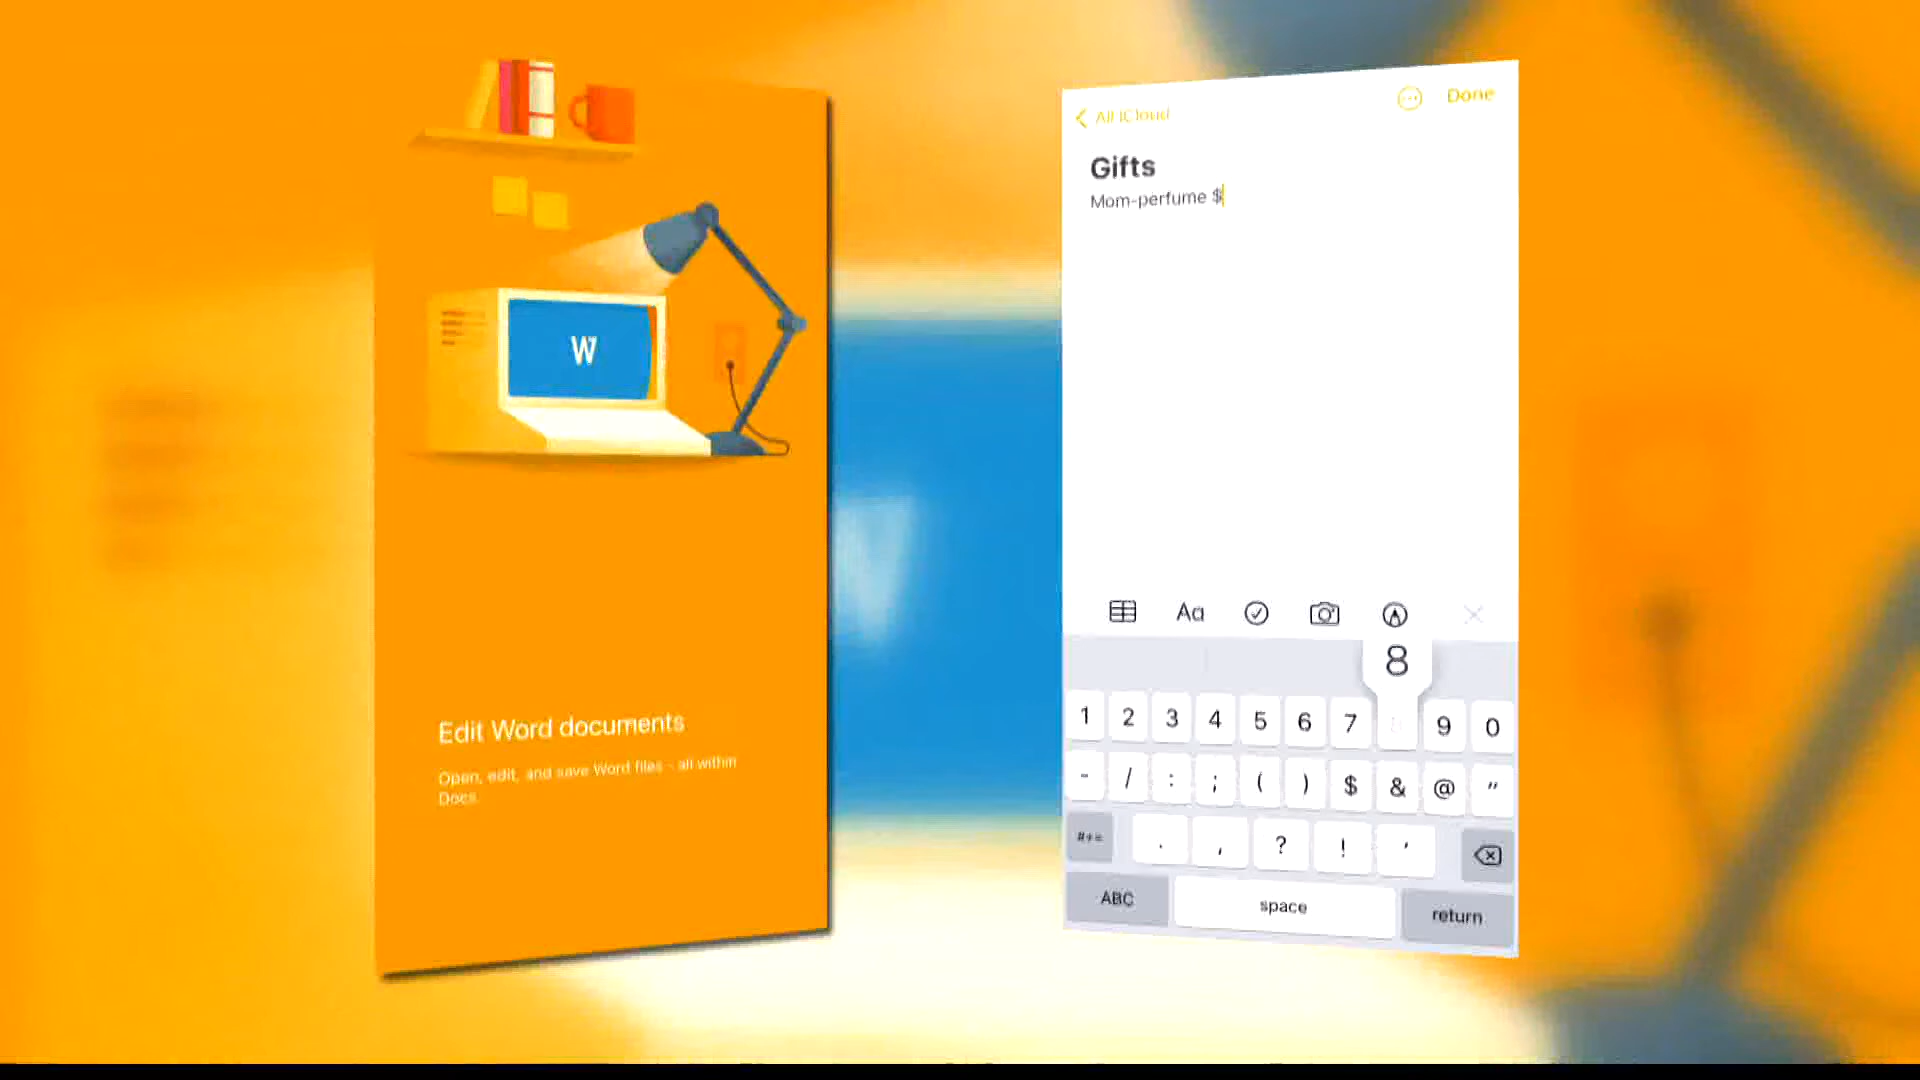 W
Edit Word documents
Open, edit, and save Word files - all within
Docs.
All iCloud
Done
Gifts
Mom-perfume $
Aa
8
1 2 3 4 5 6 7 8 9 0
- / : ; ( ) $ & @ "
#+= . , ? ! '
ABC space return